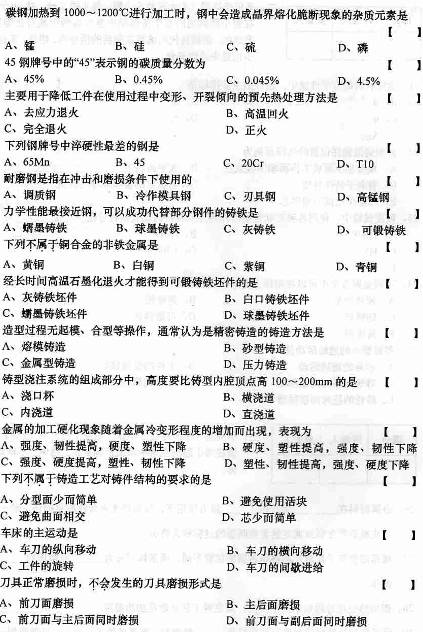 碳钢加热到1000～1200℃进行加工时，钢中会造成晶界熔化脆断现象的杂质元素是
【 】
A、锰 B、硅 C、硫 D、磷
45钢牌号中的“45”表示钢的碳质量分数为 【 】
A、45% B、0.45% C、0.045% D、4.5%
主要用于降低工件在使用过程中变形、开裂倾向的预先热处理方法是 【 】
A、去应力退火 B、高温回火
C、完全退火 D、正火
下列钢牌号中淬硬性最差的钢是 【 】
A、65Mn B、45 C、20Cr D、T10
耐磨钢是指在冲击和磨损条件下使用的 【 】
A、调质钢 B、冷作模具钢 C、刃具钢 D、高锰钢
力学性能最接近钢，可以成功代替部分钢件的铸铁是 【 】
A、蠕墨铸铁 B、球墨铸铁 C、灰铸铁 D、可锻铸铁
下列不属于铜合金的非铁金属是 【 】
A、黄铜 B、白铜 C、紫铜 D、青铜
经长时间高温石墨化退火才能得到可锻铸铁坯件的是 【 】
A、灰铸铁坯件 B、白口铸铁坯件
C、蠕墨铸铁坯件 D、球墨铸铁坯件
造型过程无起模、合型等操作，通常认为是精密铸造的铸造方法是 【 】
A、熔模铸造 B、砂型铸造
C、金属型铸造 D、压力铸造
铸型浇注系统的组成部分中，高度要比铸型内腔顶点高100～200mm的是 【 】
A、浇口杯 B、横浇道
C、内浇道 D、直浇道
金属的加工硬化现象随着金属冷变形程度的增加而出现，表现为 【 】
A、强度、韧性提高，硬度、塑性下降 B、硬度、塑性提高，强度、韧性下降
C、强度、硬度提高，塑性、韧性下降 D、塑性、韧性提高，强度、硬度下降
下列不属于铸造工艺对铸件结构的要求的是 【 】
A、分型面少而简单 B、避免使用活块
C、避免曲面相交 D、芯少而简单
车床的主运动是 【 】
A、车刀的纵向移动 B、车刀的横向移动
C、工件的旋转 D、车刀的间歇进给
刀具正常磨损时，不会发生的刀具磨损形式是 【 】
A、前刀面磨损 B、主后面磨损
C、前刀面与主后面同时磨损 D、前刀面与副后面同时磨损